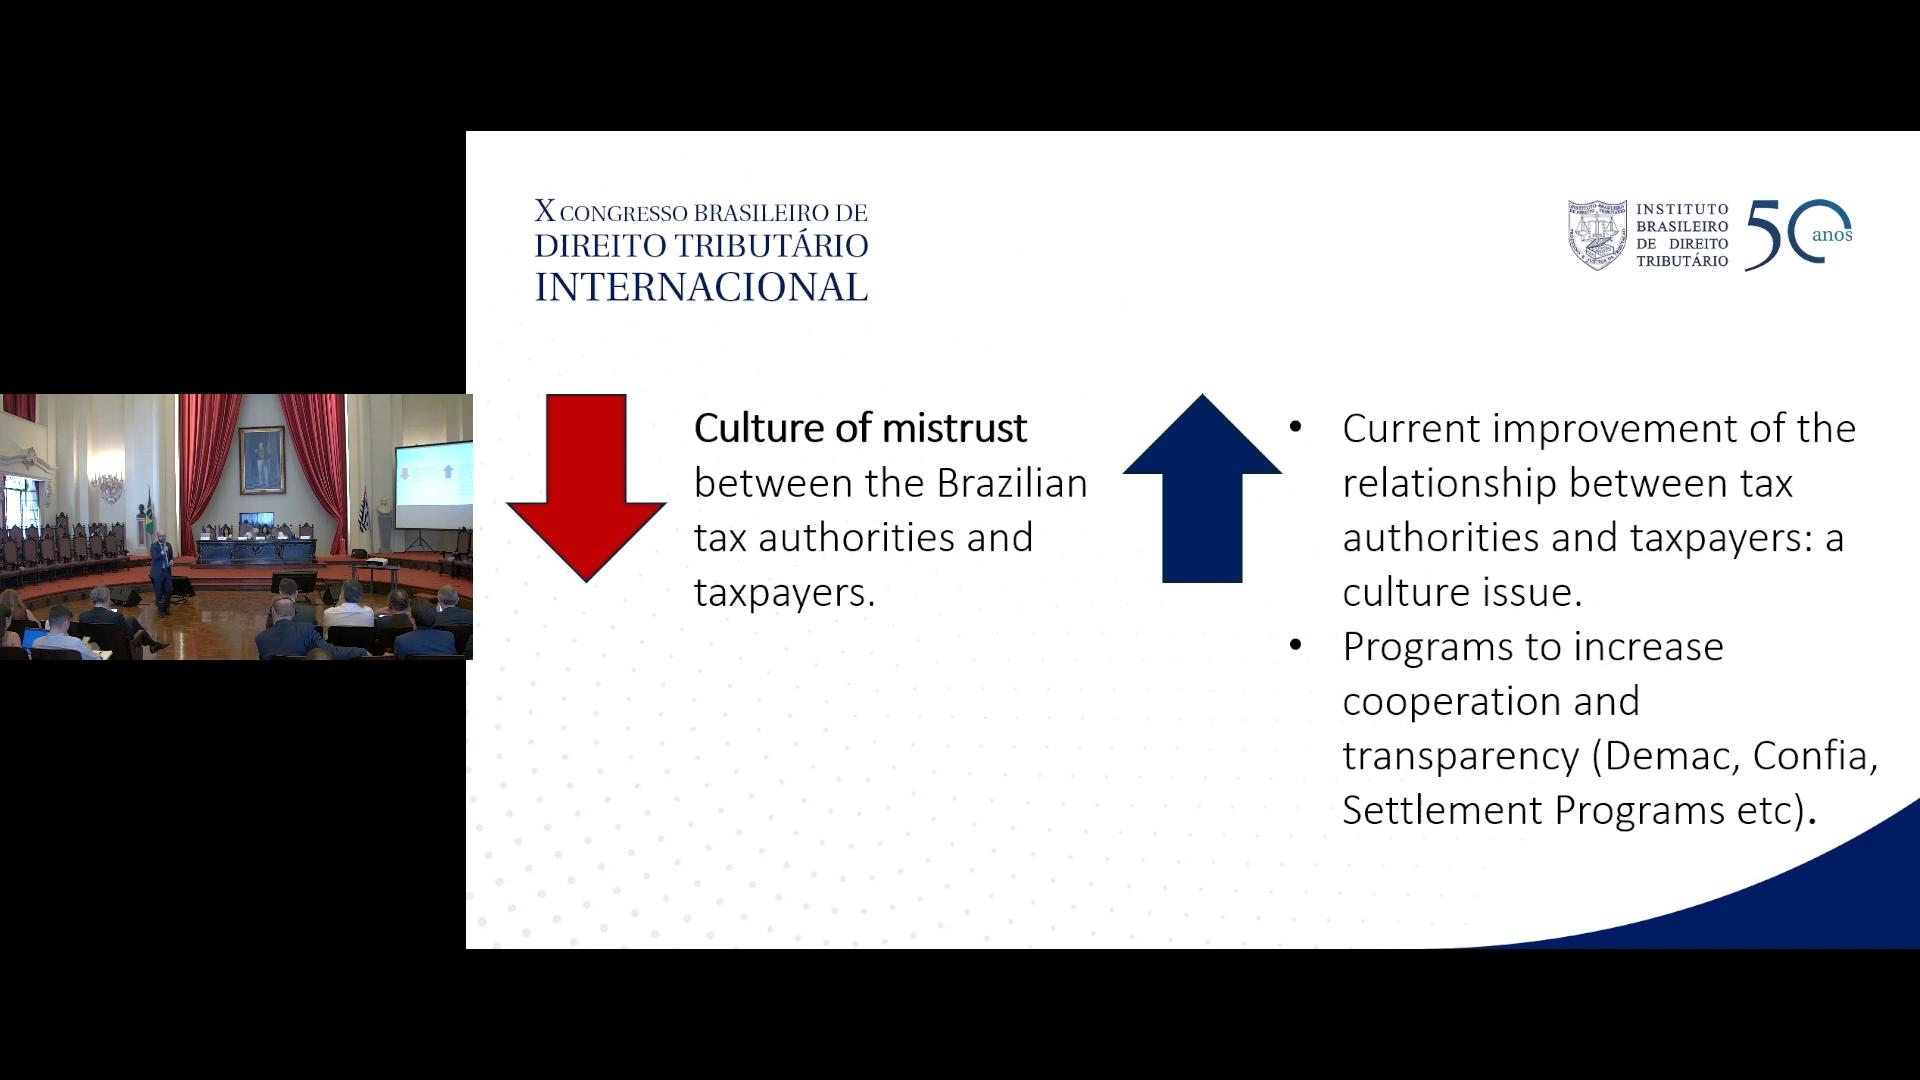 X CONGRESSO BRASILEIRO DE
DIREITO TRIBUTÁRIO
INTERNACIONAL
INSTITUTO
BRASILEIRO
DE DIREITO
TRIBUTÁRIO
50
anos
Culture of mistrust
between the Brazilian
tax authorities and
taxpayers.
• Current improvement of the
relationship between tax
authorities and taxpayers: a
culture issue.
• Programs to increase
cooperation and
transparency (Demac, Confia,
Settlement Programs etc).